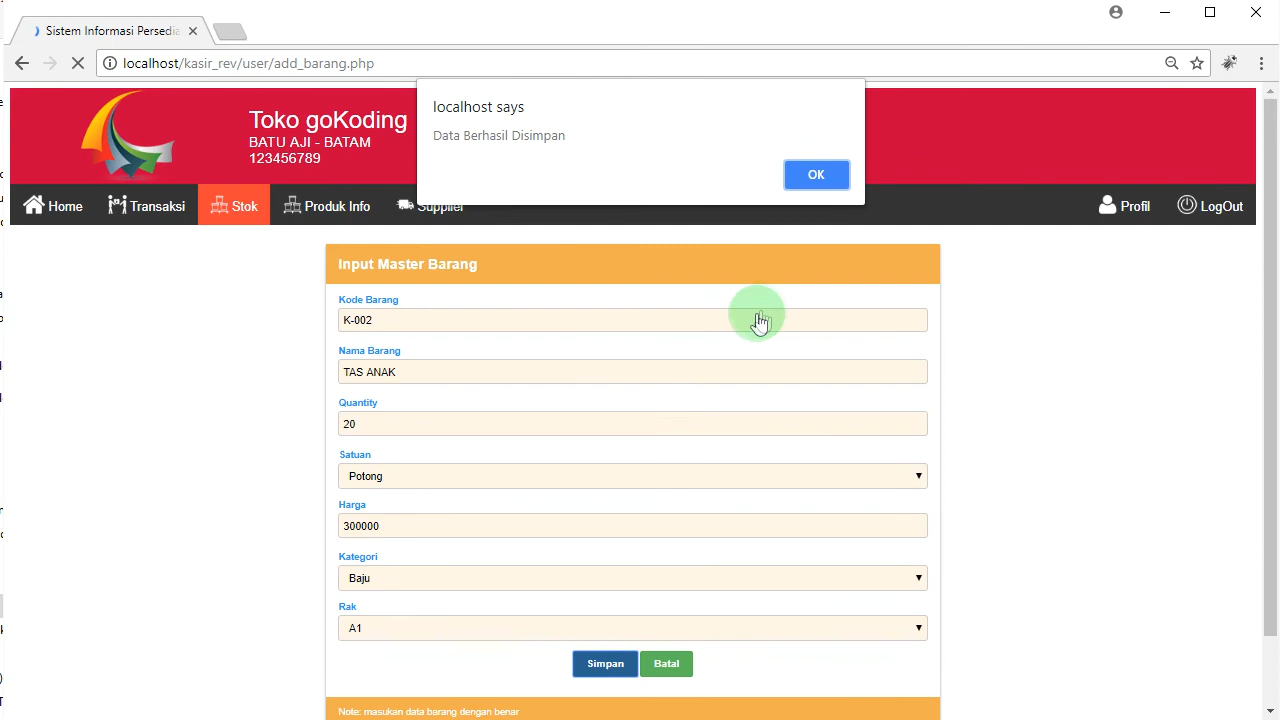 Sistem Informasi Persedia
localhost/kasir_rev/user/add_barang.php
localhost says
Data Berhasil Disimpan
OK
Toko goKoding
BATU AJI - BATAM
123456789
Home
Transaksi
Stok
Produk Info
Supplier
Profil
LogOut
Input Master Barang
Kode Barang
K-002
Nama Barang
TAS ANAK
Quantity
20
Satuan
Potong
Harga
300000
Kategori
Baju
Rak
A1
Simpan
Batal
Note: masukan data barang dengan benar